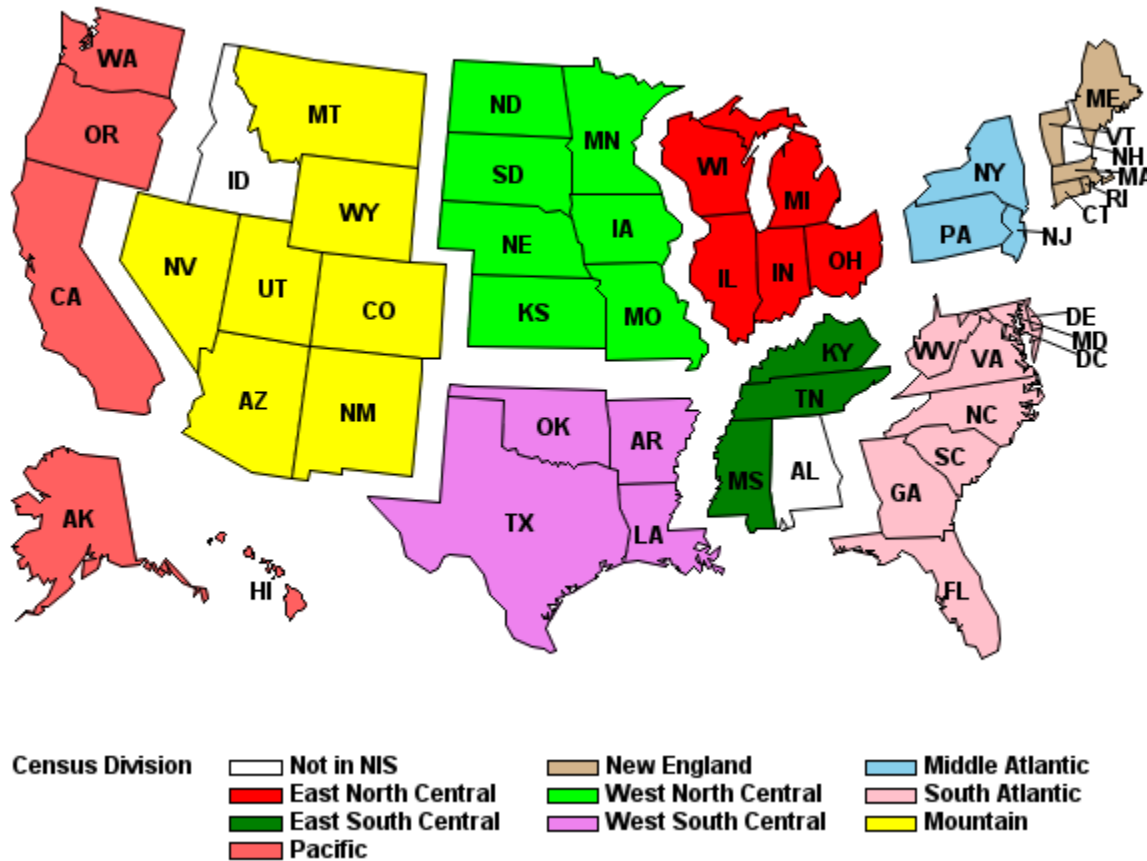 WA
OR
CA
AK
HI
ID
MT
WY
NV
UT
CO
AZ
NM
ND
SD
NE
KS
MN
IA
MO
OK
TX
AR
LA
WI
MI
IL
IN
OH
KY
TN
MS
AL
NY
PA
NJ
ME
VT
NH
MA
RI
CT
DE
MD
DC
WV
VA
NC
SC
GA
FL
Census Division
Not in NIS
New England
Middle Atlantic
East North Central
West North Central
South Atlantic
East South Central
West South Central
Mountain
Pacific